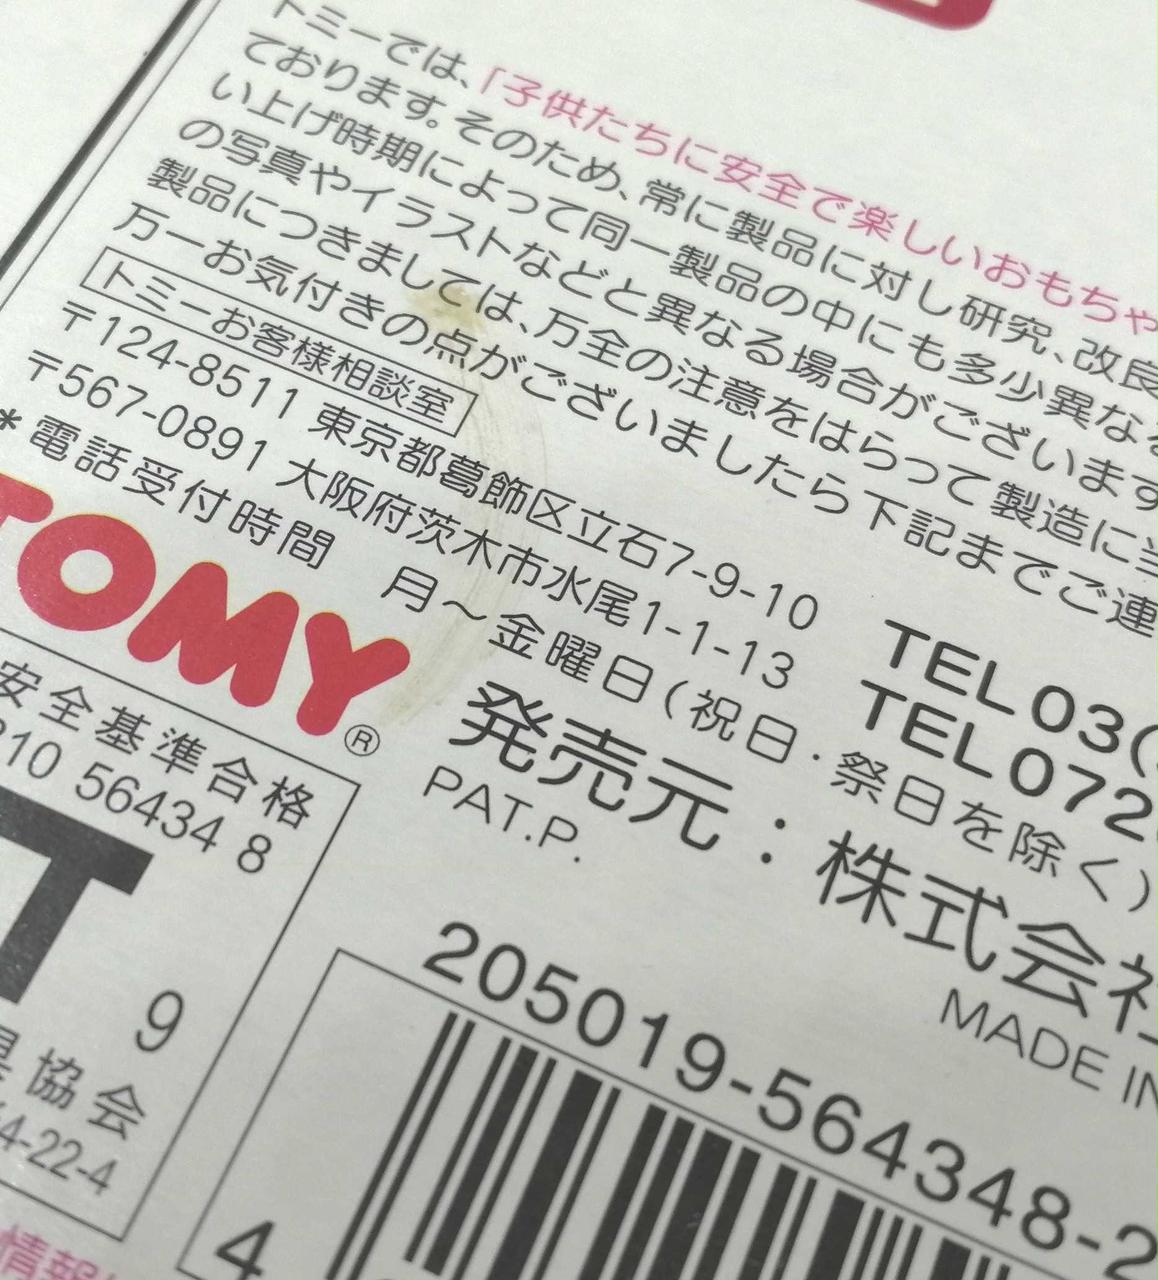 トミーでは、「子供たちに安全で楽しいおもちゃ
ております。そのため、常に製品に対し研究、改良
い上げ時期によって同一製品の中にも多少異なる
の写真やイラストなどと異なる場合がございます
製品につきましては、万全の注意をはらって製造に当
万一お気付きの点がございましたら下記までご連
トミーお客様相談室
〒124-8511 東京都葛飾区立石7-9-10 TEL 03(
〒567-0891 大阪府茨木市水尾1-1-13 TEL 072
*電話受付時間 月〜金曜日(祝日・祭日を除く)
TOMY®
発売元:株式会社
PAT.P.
MADE IN
安全基準合格
10 56434 8
T
9
協会
4-22-4
205019-564348-2
4
情報